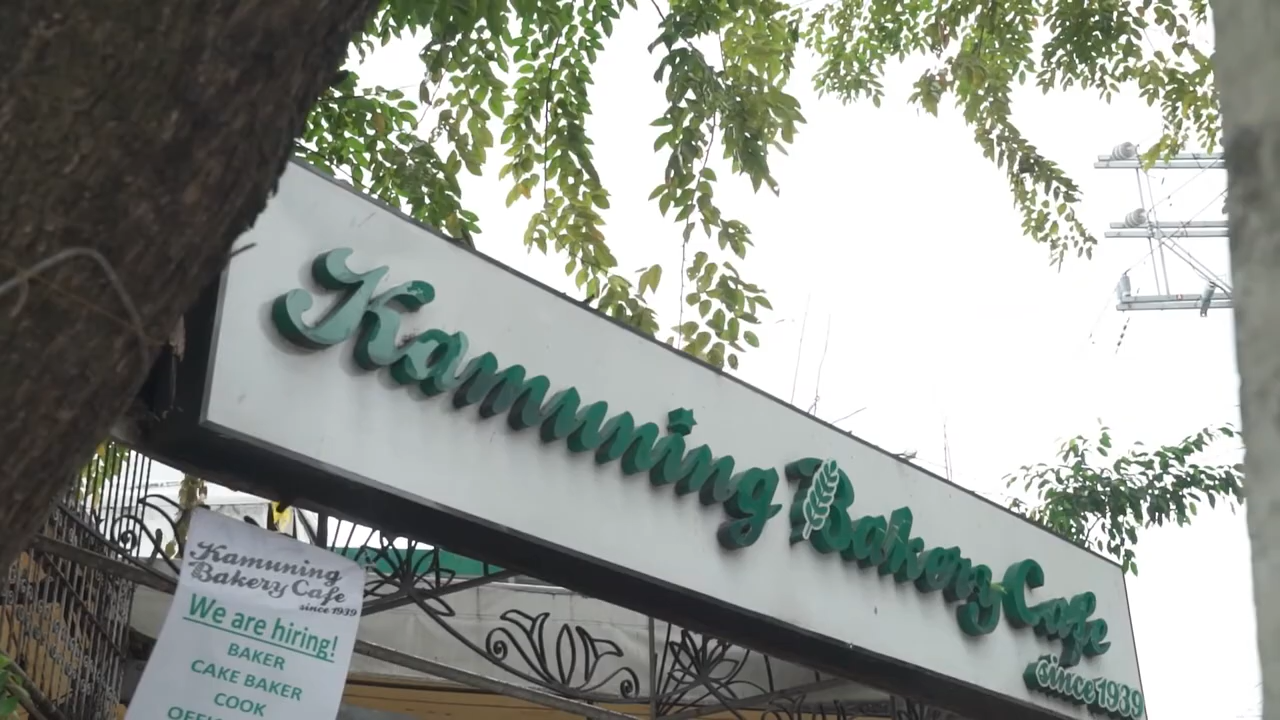 Kamuning Bakery Cafe
since 1939
Kamuning
Bakery Cafe
since 1939
We are hiring!
BAKER
CAKE BAKER
COOK